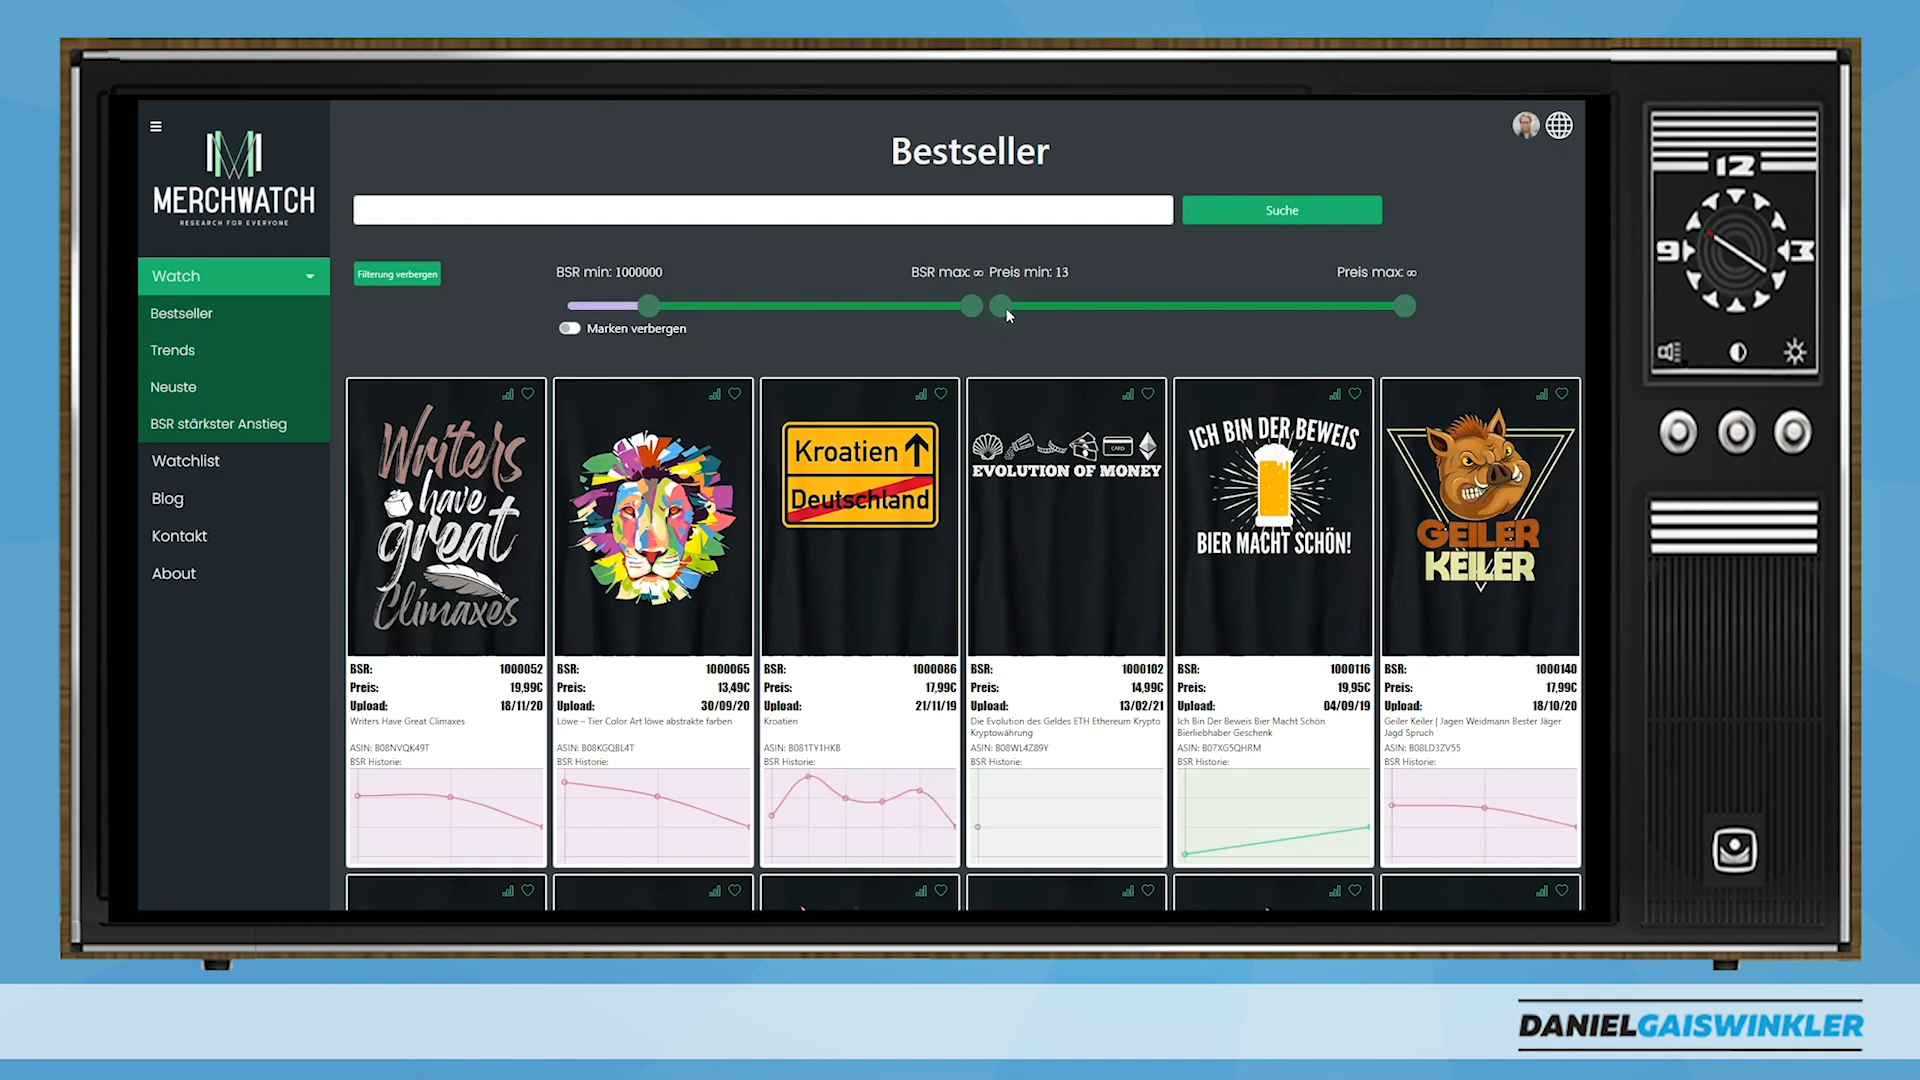 MERCHWATCH
RESEARCH FOR EVERYONE
Bestseller
Suche
Watch
Bestseller
Trends
Neuste
BSR stärkster Anstieg
Watchlist
Blog
Kontakt
About
Filterung verbergen
BSR min: 1000000
BSR max: ∞
Preis min: 13
Preis max: ∞
Marken verbergen
Writers
have
great
Climaxes
BSR: 1000052
Preis: 19,99€
Upload: 18/11/20
Writers Have Great Climaxes
ASIN: B08NVQK49T
BSR Historie:
BSR: 1000065
Preis: 13,49€
Upload: 30/09/20
Löwe – Tier Color Art löwe abstrakte farben
ASIN: B08KGQBL4T
BSR Historie:
Kroatien
Deutschland
BSR: 1000086
Preis: 17,99€
Upload: 21/11/19
Kroatien
ASIN: B081TY1HKB
BSR Historie:
CARD
EVOLUTION OF MONEY
BSR: 1000102
Preis: 14,99€
Upload: 13/02/21
Die Evolution des Geldes ETH Ethereum Krypto
Kryptowährung
ASIN: B08WL4Z89Y
BSR Historie:
ICH BIN DER BEWEIS
BIER MACHT SCHÖN!
BSR: 1000116
Preis: 19,95€
Upload: 04/09/19
Ich Bin Der Beweis Bier Macht Schön
Bierliebhaber Geschenk
ASIN: B07XG5QHRM
BSR Historie:
GEILER
KEILER
BSR: 1000140
Preis: 17,99€
Upload: 18/10/20
Geiler Keiler | Jagen Weidmann Bester Jäger
Jagd Spruch
ASIN: B08LD3ZV55
BSR Historie:
12
9
3
DANIELGAISWINKLER